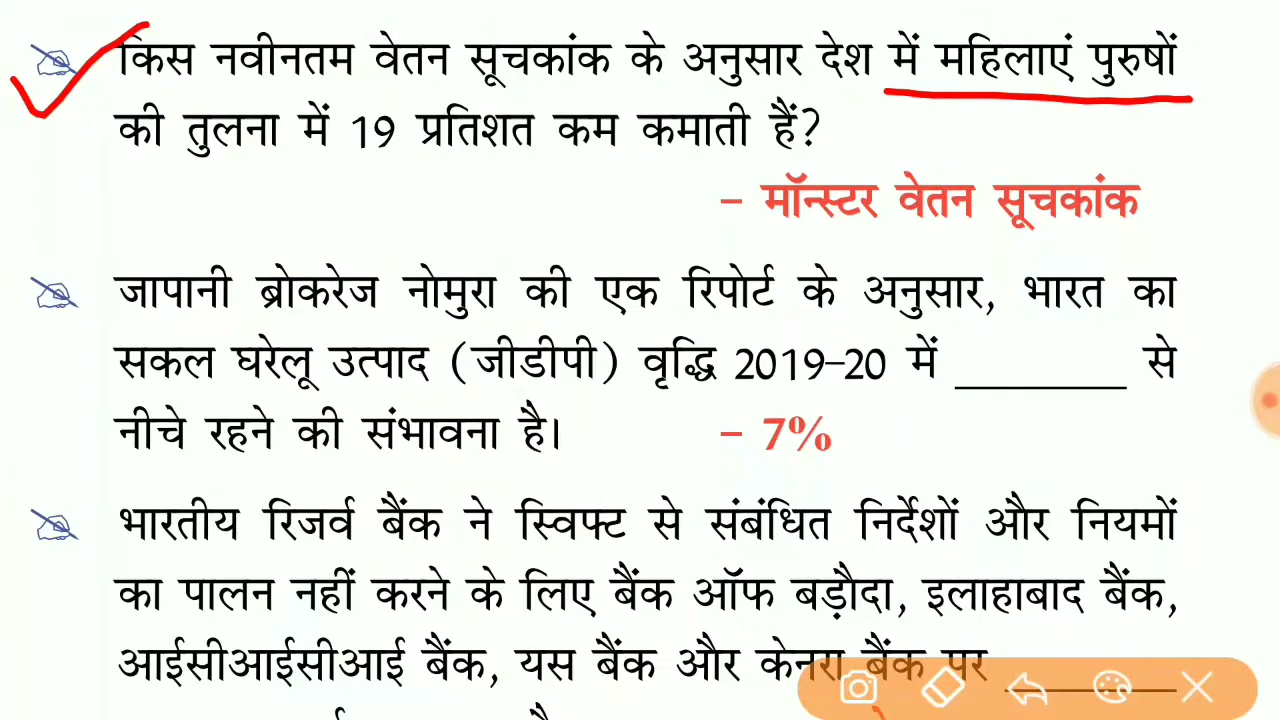 किस नवीनतम वेतन सूचकांक के अनुसार देश में महिलाएं पुरुषों
की तुलना में 19 प्रतिशत कम कमाती हैं?
– मॉन्स्टर वेतन सूचकांक
जापानी ब्रोकरेज नोमुरा की एक रिपोर्ट के अनुसार, भारत का
सकल घरेलू उत्पाद (जीडीपी) वृद्धि 2019–20 में ________ से
नीचे रहने की संभावना है। – 7%
भारतीय रिजर्व बैंक ने स्विफ्ट से संबंधित निर्देशों और नियमों
का पालन नहीं करने के लिए बैंक ऑफ बड़ौदा, इलाहाबाद बैंक,
आईसीआईसीआई बैंक, यस बैंक और केनरा बैंक पर ________